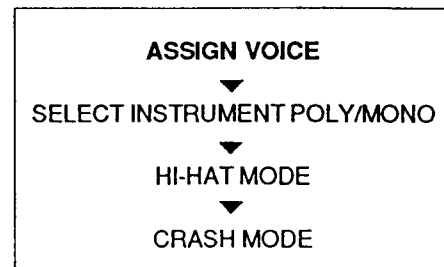 ASSIGN VOICE
SELECT INSTRUMENT POLY/MONO
HI-HAT MODE
CRASH MODE